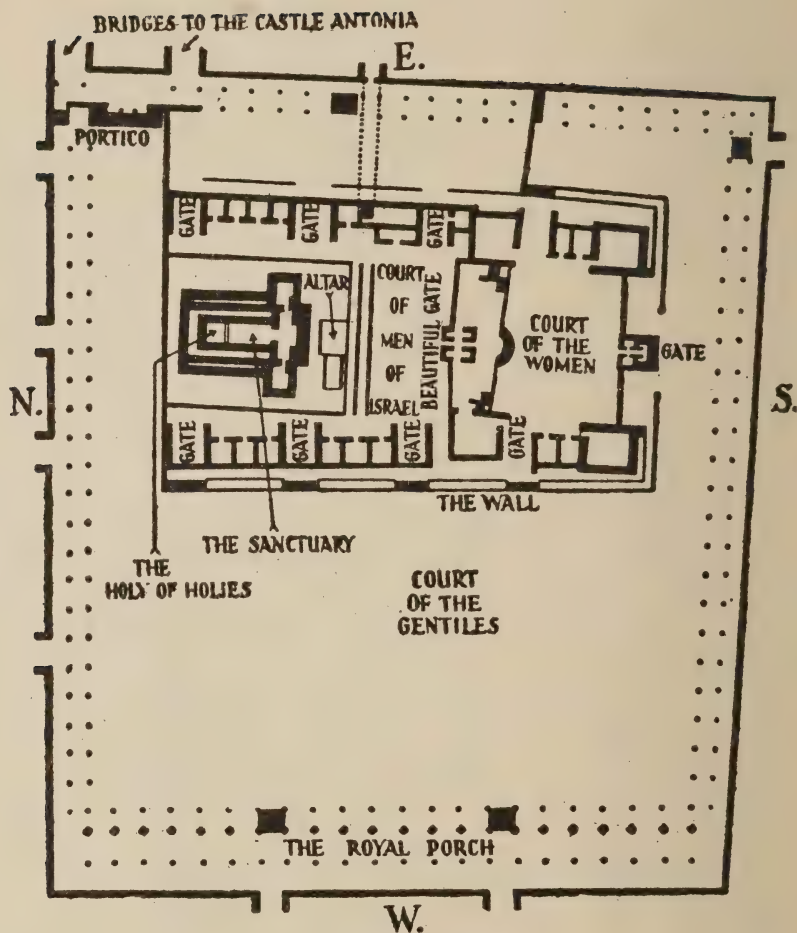 BRIDGES TO THE CASTLE ANTONIA
E.
PORTICO
GATE
GATE
GATE
ALTAR
COURT
OF
MEN
OF
ISRAEL
BEAUTIFUL GATE
COURT
OF THE
WOMEN
GATE
N.
S.
GATE
GATE
GATE
GATE
THE WALL
THE SANCTUARY
THE
HOLY OF HOLIES
COURT
OF THE
GENTILES
THE ROYAL PORCH
W.